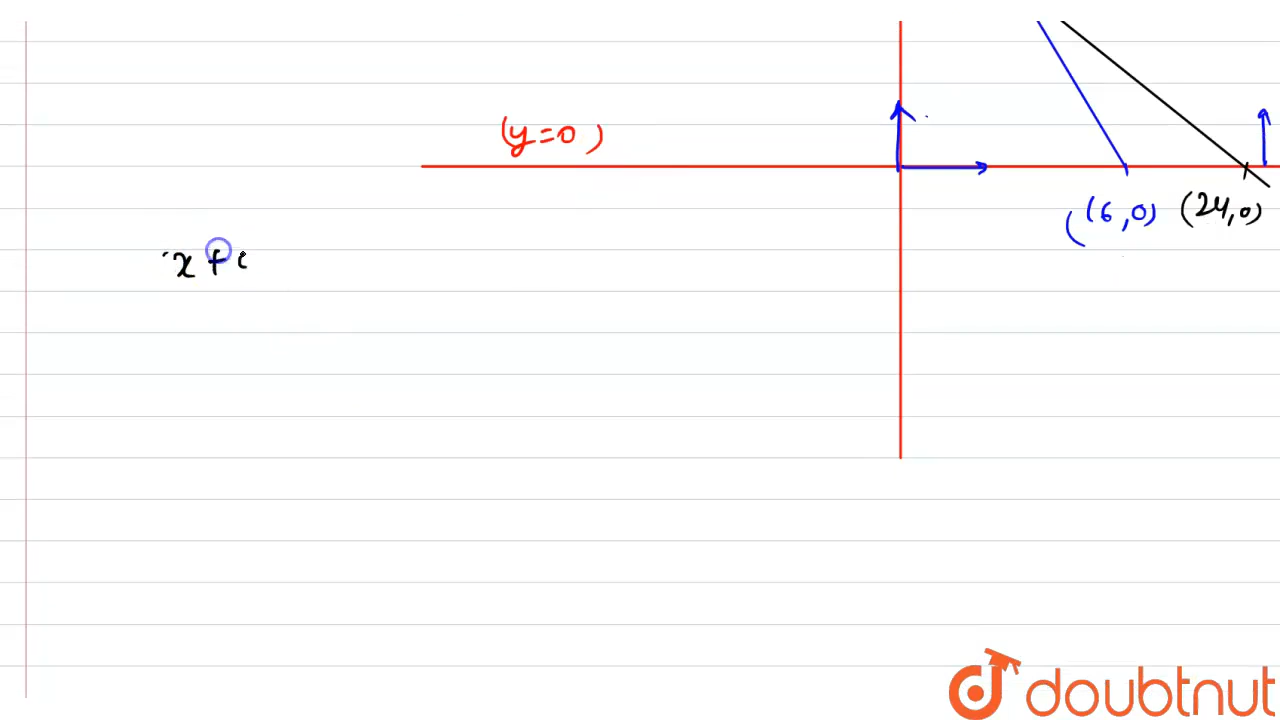 (y=0)
((6,0) (24,0)
x +
doubtnut